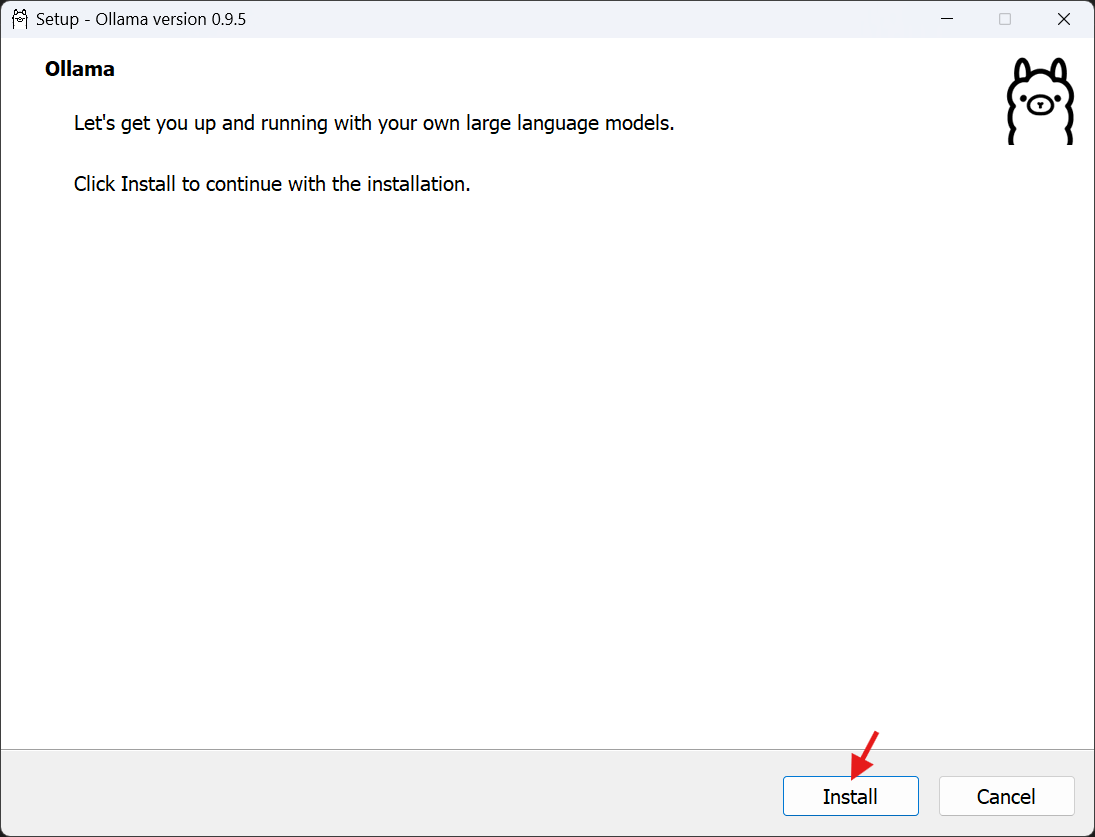 Setup - Ollama version 0.9.5
Ollama
Let's get you up and running with your own large language models.
Click Install to continue with the installation.
Install
Cancel